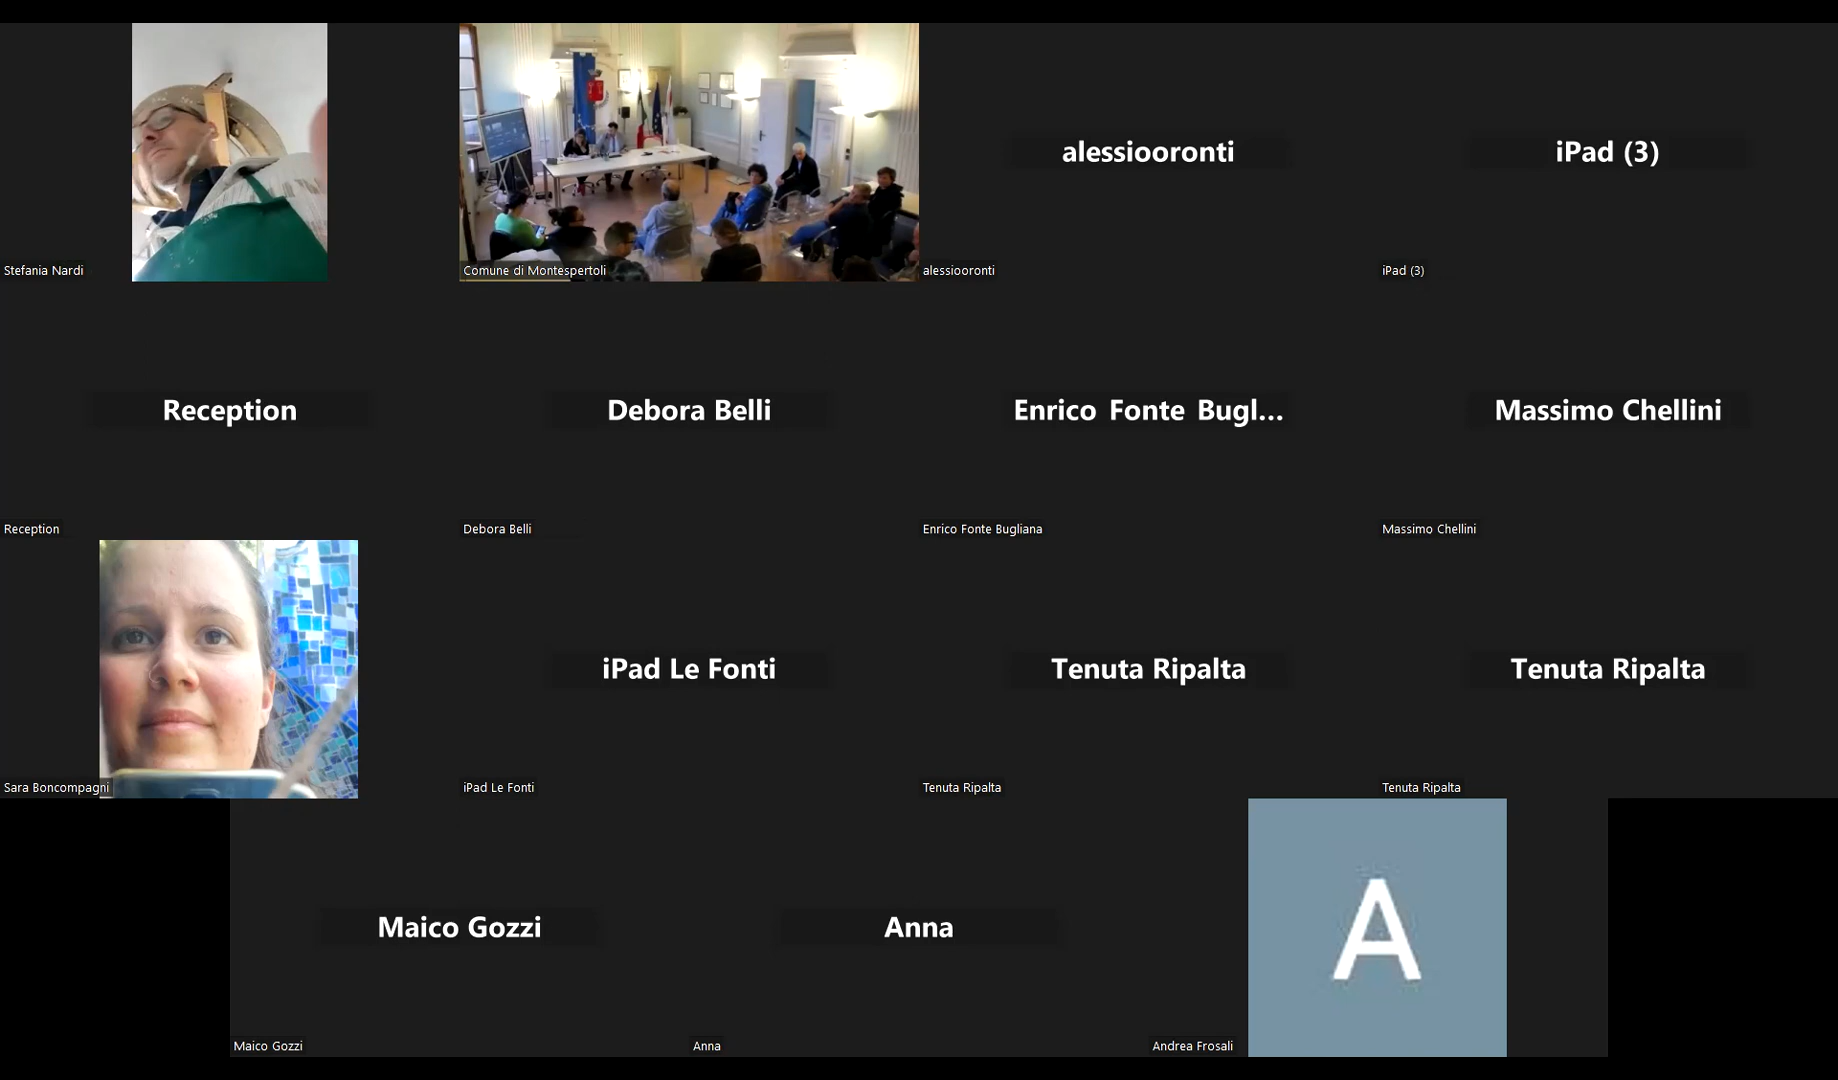 Stefania Nardi
Comune di Montespertoli
alessiooronti
alessiooronti
iPad (3)
iPad (3)
Reception
Reception
Debora Belli
Debora Belli
Enrico Fonte Bugl...
Enrico Fonte Bugliana
Massimo Chellini
Massimo Chellini
Sara Boncompagni
iPad Le Fonti
iPad Le Fonti
Tenuta Ripalta
Tenuta Ripalta
Tenuta Ripalta
Tenuta Ripalta
Maico Gozzi
Maico Gozzi
Anna
Anna
A
Andrea Frosali